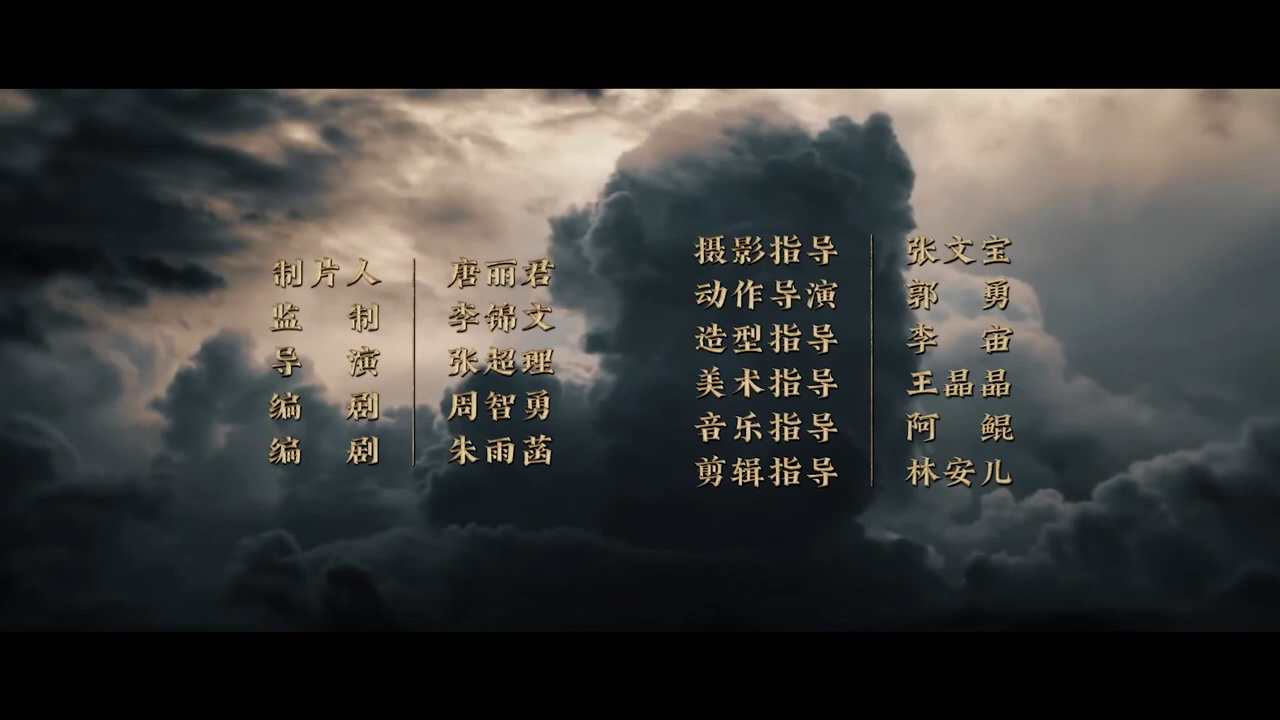 制片人 唐丽君
监制 李锦文
导演 张超理
编剧 周智勇
编剧 朱雨菡
摄影指导 张文宝
动作导演 郭勇
造型指导 李宙
美术指导 王晶晶
音乐指导 阿鲲
剪辑指导 林安儿